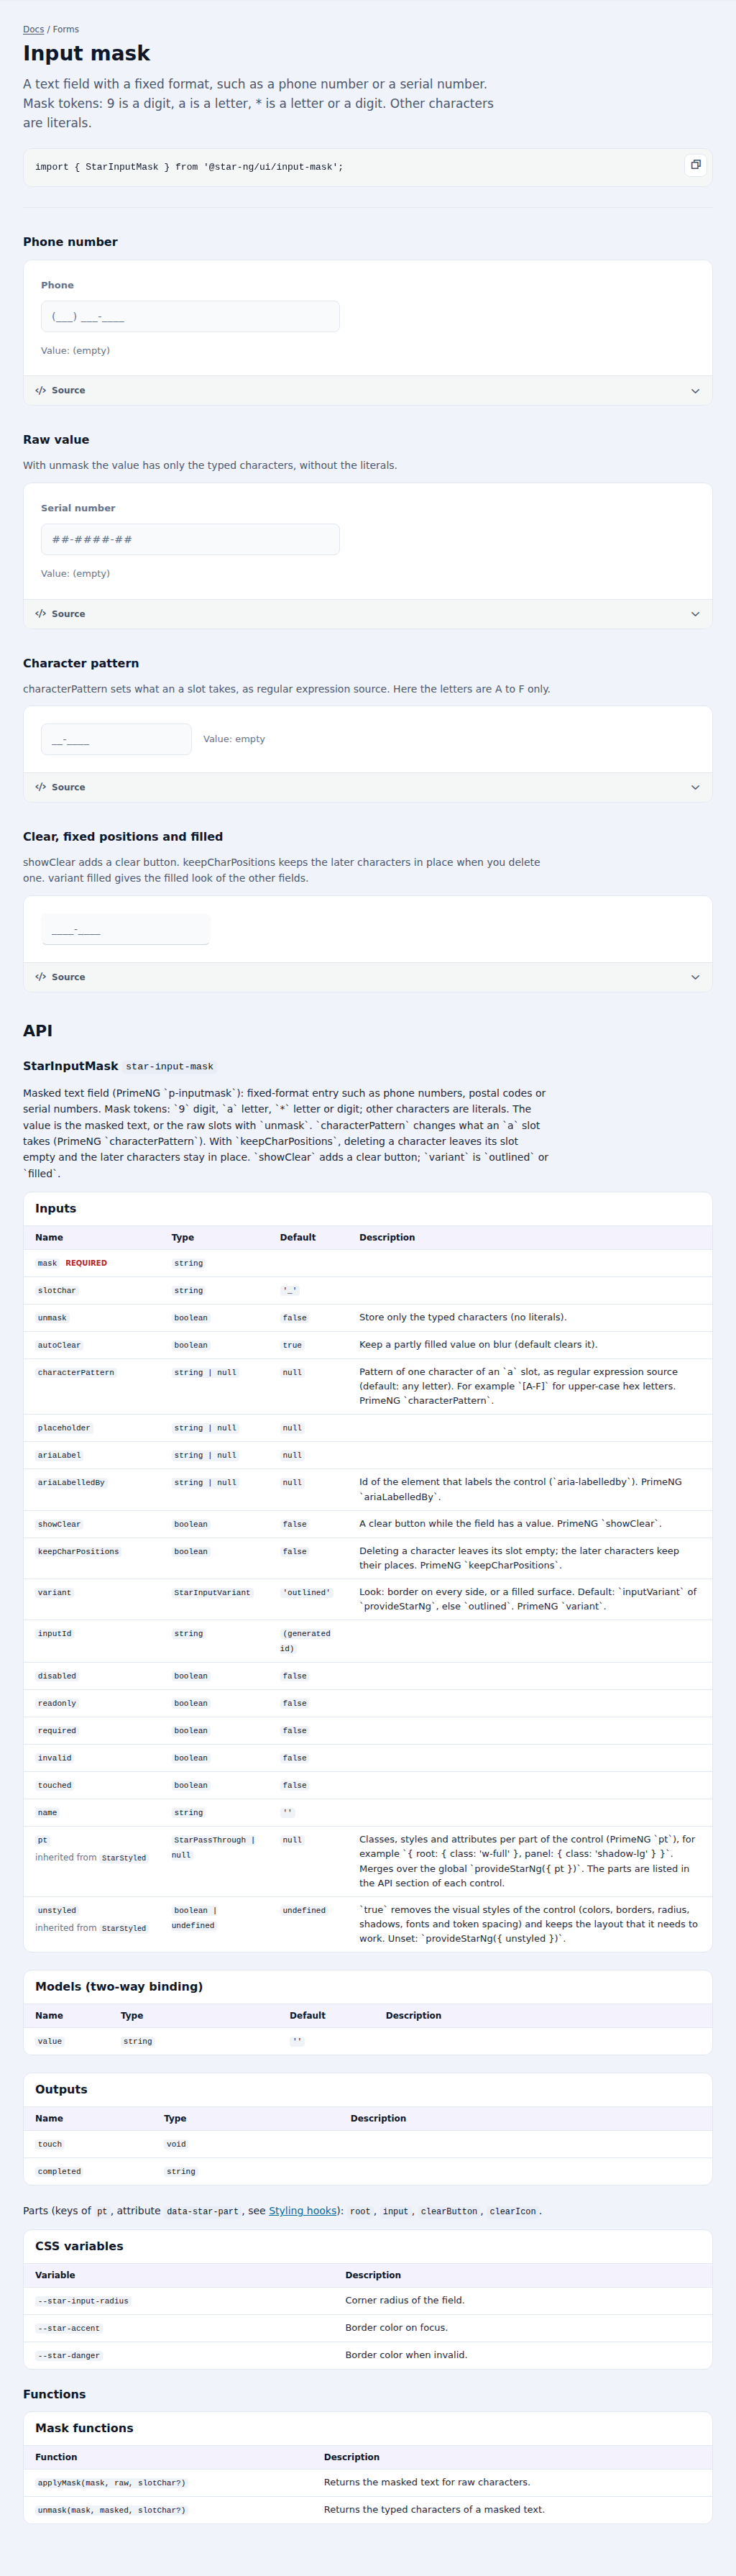 Docs / Forms
Input mask
A text field with a fixed format, such as a phone number or a serial number.
Mask tokens: 9 is a digit, a is a letter, * is a letter or a digit. Other characters
are literals.
import { StarInputMask } from '@star-ng/ui/input-mask';
Phone number
Phone
(___) ___-____
Value: (empty)
Source
Raw value
With unmask the value has only the typed characters, without the literals.
Serial number
##-####-##
Value: (empty)
Source
Character pattern
characterPattern sets what an a slot takes, as regular expression source. Here the letters are A to F only.
__-____ Value: empty
Source
Clear, fixed positions and filled
showClear adds a clear button. keepCharPositions keeps the later characters in place when you delete
one. variant filled gives the filled look of the other fields.
____-____
Source
API
StarInputMask star-input-mask
Masked text field (PrimeNG `p-inputmask`): fixed-format entry such as phone numbers, postal codes or
serial numbers. Mask tokens: `9` digit, `a` letter, `*` letter or digit; other characters are literals. The
value is the masked text, or the raw slots with `unmask`. `characterPattern` changes what an `a` slot
takes (PrimeNG `characterPattern`). With `keepCharPositions`, deleting a character leaves its slot
empty and the later characters stay in place. `showClear` adds a clear button; `variant` is `outlined` or
`filled`.
Inputs
Name Type Default Description
mask REQUIRED string
slotChar string '_'
unmask boolean false Store only the typed characters (no literals).
autoClear boolean true Keep a partly filled value on blur (default clears it).
characterPattern string | null null Pattern of one character of an `a` slot, as regular expression source
(default: any letter). For example `[A-F]` for upper-case hex letters.
PrimeNG `characterPattern`.
placeholder string | null null
ariaLabel string | null null
ariaLabelledBy string | null null Id of the element that labels the control (`aria-labelledby`). PrimeNG
`ariaLabelledBy`.
showClear boolean false A clear button while the field has a value. PrimeNG `showClear`.
keepCharPositions boolean false Deleting a character leaves its slot empty; the later characters keep
their places. PrimeNG `keepCharPositions`.
variant StarInputVariant 'outlined' Look: border on every side, or a filled surface. Default: `inputVariant` of
`provideStarNg`, else `outlined`. PrimeNG `variant`.
inputId string (generated
id)
disabled boolean false
readonly boolean false
required boolean false
invalid boolean false
touched boolean false
name string ''
pt StarPassThrough | null Classes, styles and attributes per part of the control (PrimeNG `pt`), for
inherited from StarStyled null example `{ root: { class: 'w-full' }, panel: { class: 'shadow-lg' } }`.
Merges over the global `provideStarNg({ pt })`. The parts are listed in
the API section of each control.
unstyled boolean | undefined `true` removes the visual styles of the control (colors, borders, radius,
inherited from StarStyled undefined shadows, fonts and token spacing) and keeps the layout that it needs to
work. Unset: `provideStarNg({ unstyled })`.
Models (two-way binding)
Name Type Default Description
value string ''
Outputs
Name Type Description
touch void
completed string
Parts (keys of pt, attribute data-star-part, see Styling hooks): root, input, clearButton, clearIcon.
CSS variables
Variable Description
--star-input-radius Corner radius of the field.
--star-accent Border color on focus.
--star-danger Border color when invalid.
Functions
Mask functions
Function Description
applyMask(mask, raw, slotChar?) Returns the masked text for raw characters.
unmask(mask, masked, slotChar?) Returns the typed characters of a masked text.